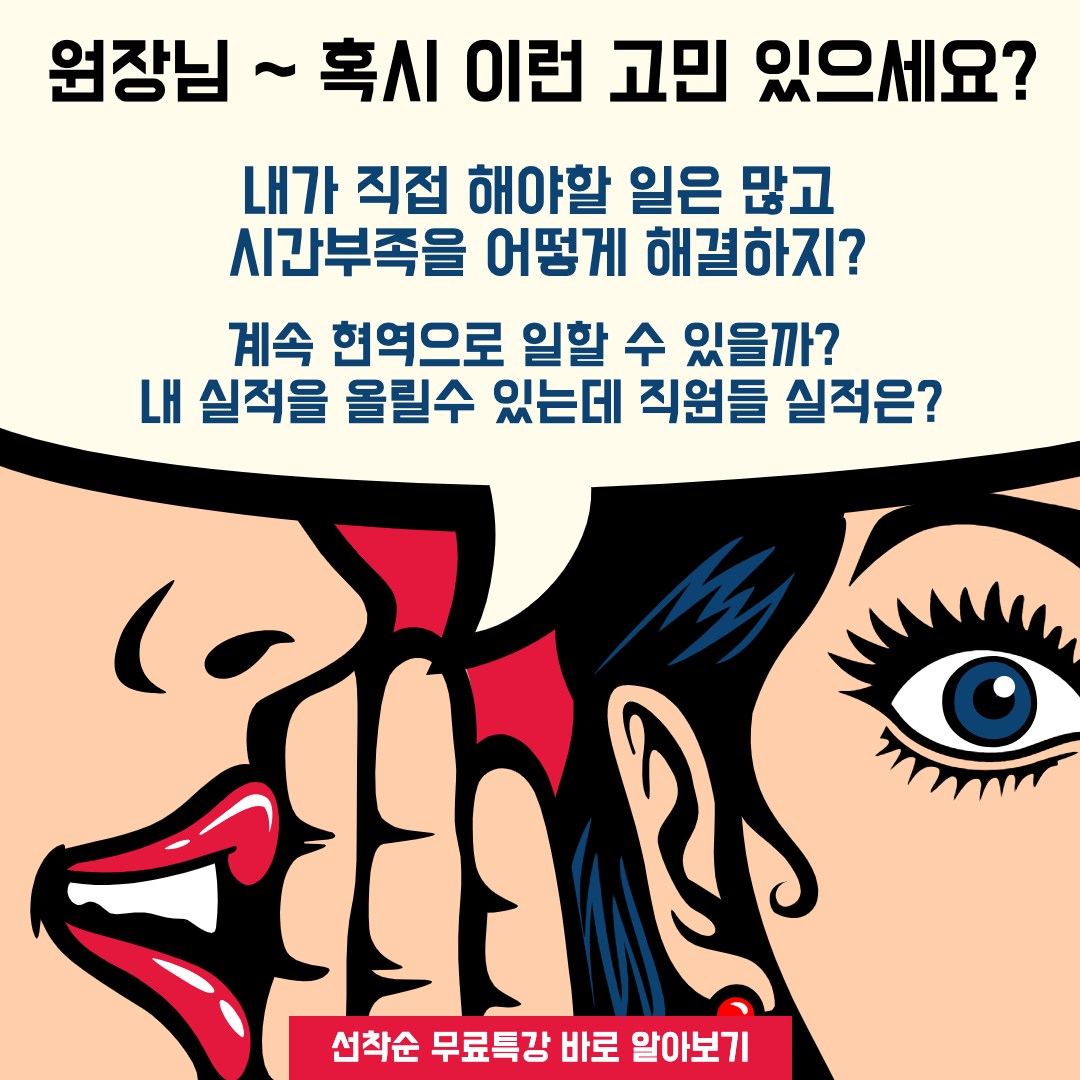 원장님 ~ 혹시 이런 고민 있으세요?
내가 직접 해야할 일은 많고
시간부족을 어떻게 해결하지?
계속 현역으로 일할 수 있을까?
내 실적을 올릴수 있는데 직원들 실적은?
선착순 무료특강 바로 알아보기